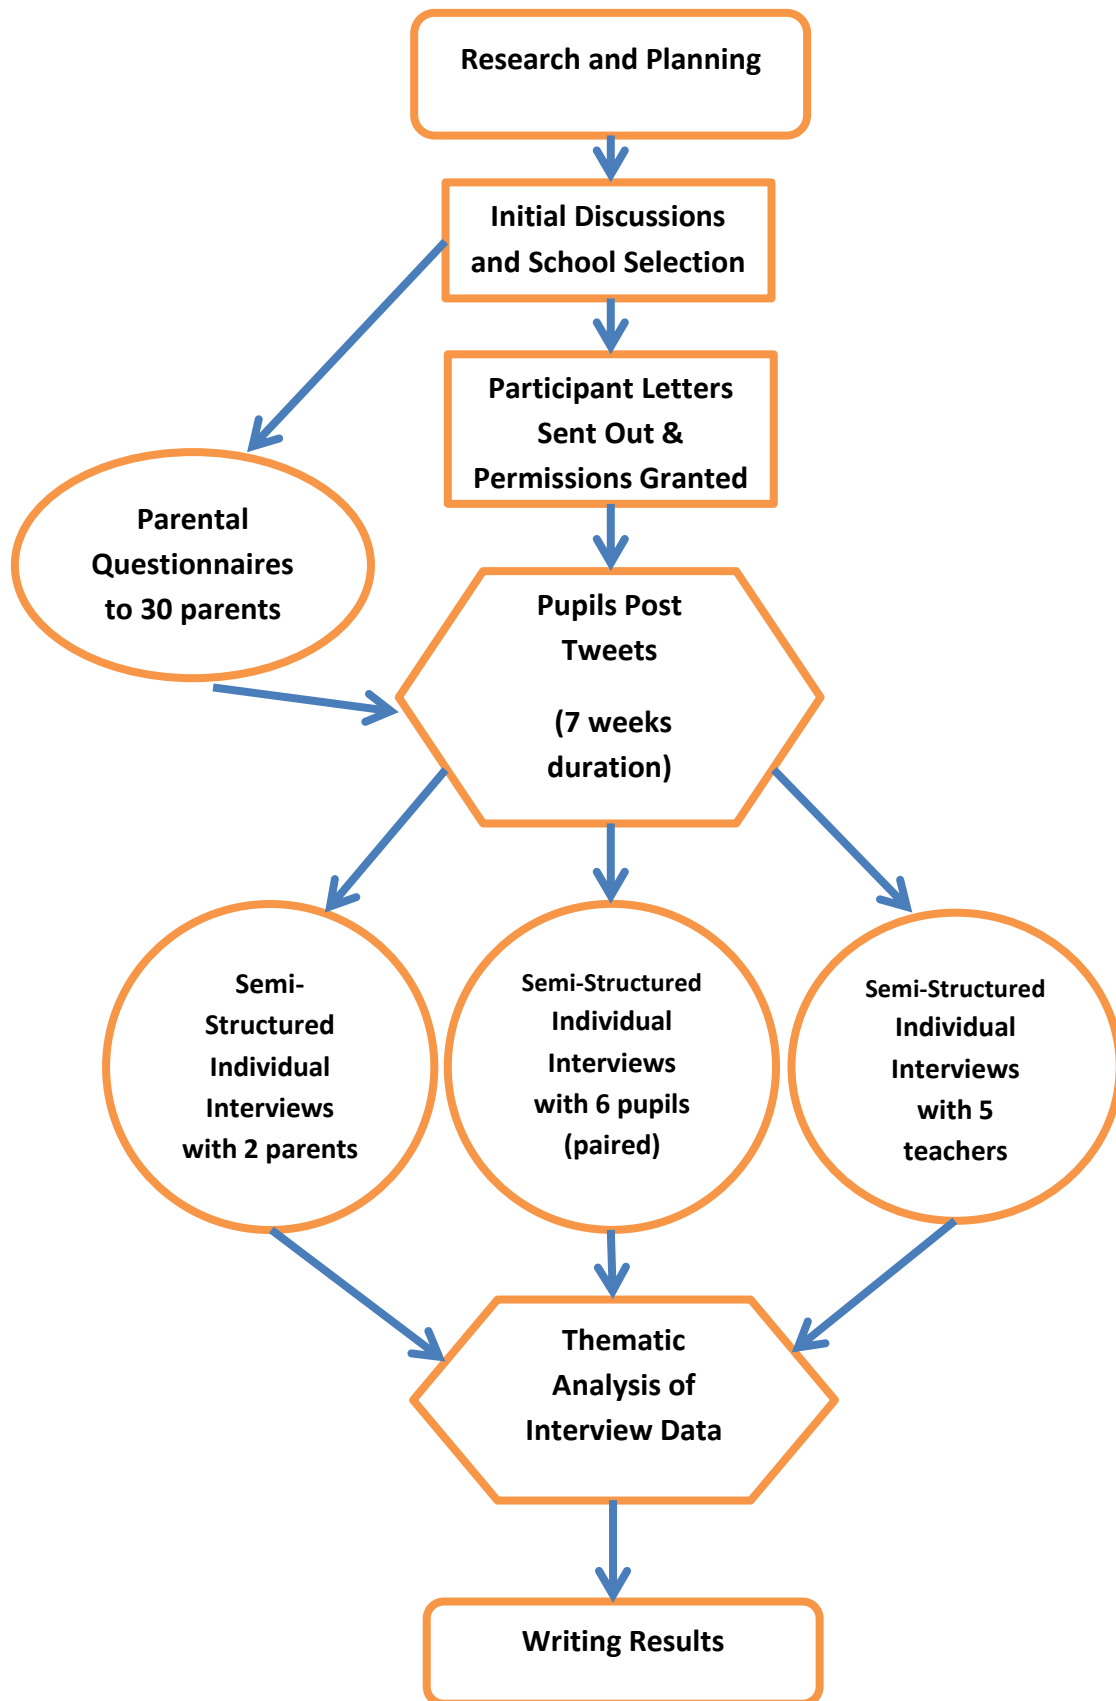 Research and Planning
Initial Discussions
and School Selection
Participant Letters
Sent Out &
Permissions Granted
Parental
Questionnaires
to 30 parents
Pupils Post
Tweets
(7 weeks
duration)
Semi-
Structured
Individual
Interviews
with 2 parents
Semi-Structured
Individual
Interviews
with 6 pupils
(paired)
Semi-Structured
Individual
Interviews
with 5
teachers
Thematic
Analysis of
Interview Data
Writing Results